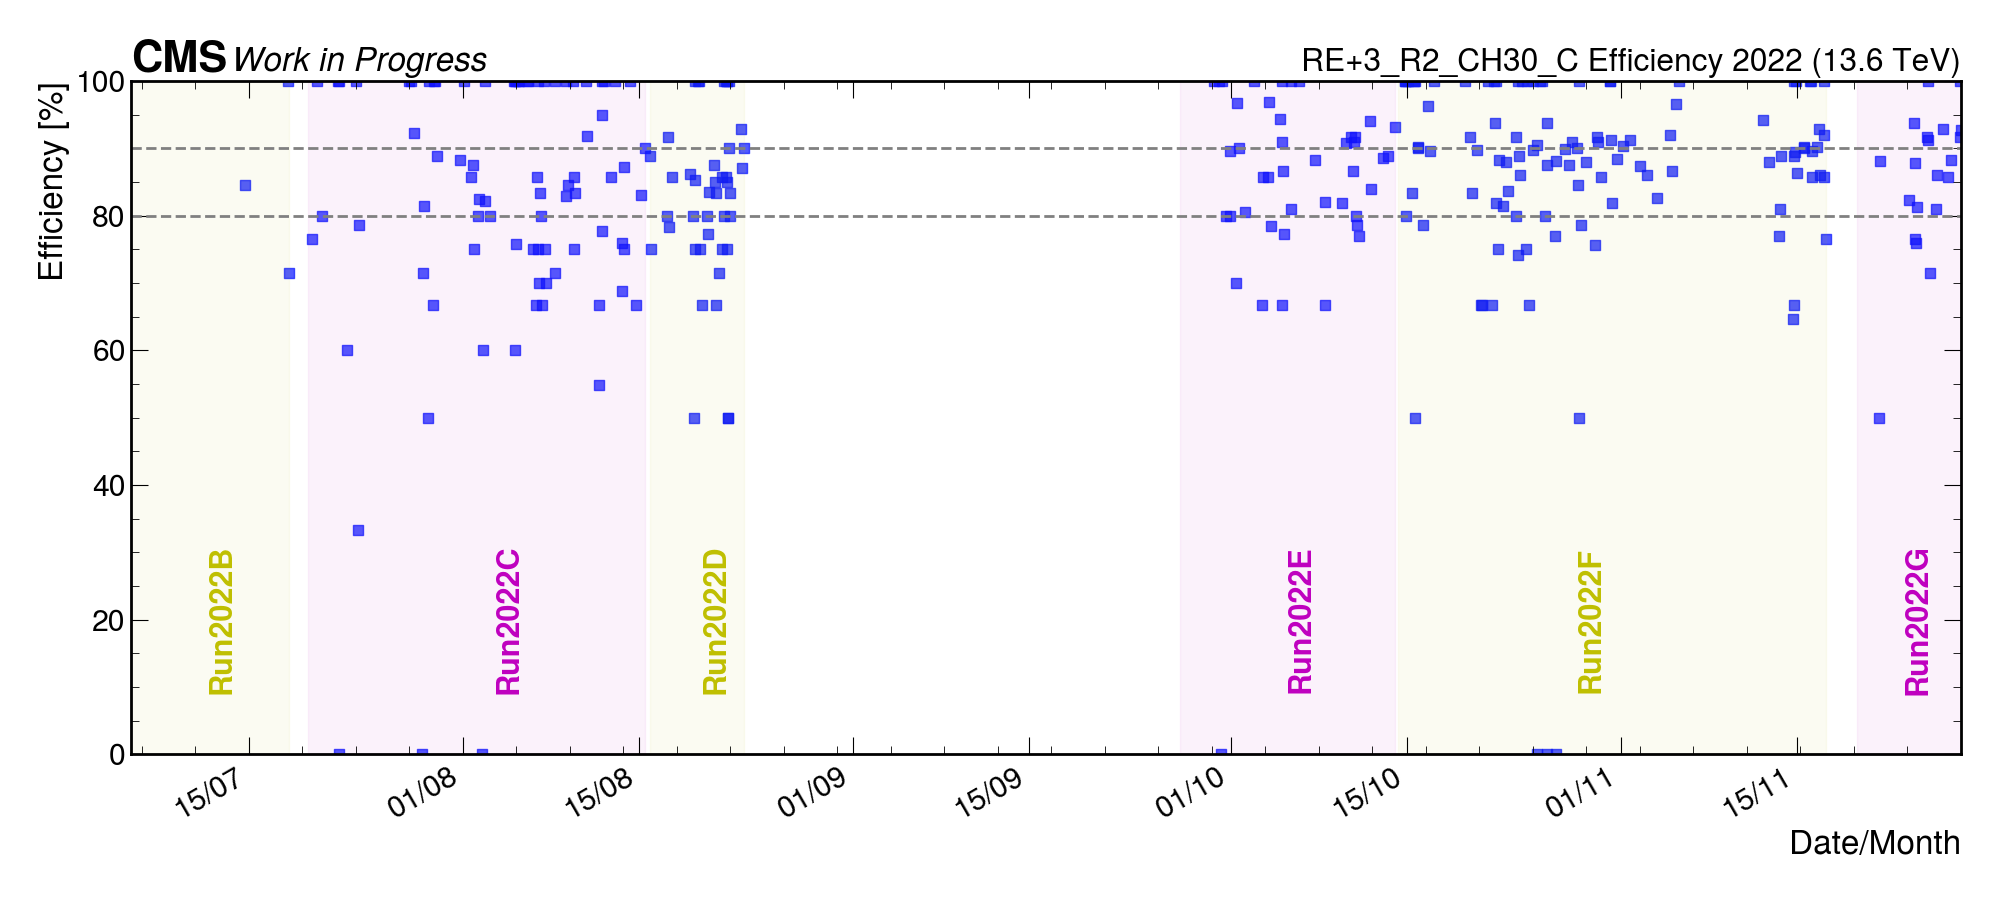 CMS Work in Progress
RE+3_R2_CH30_C Efficiency 2022 (13.6 TeV)
Efficiency [%]
100
80
60
40
20
0
Run2022B
Run2022C
Run2022D
Run2022E
Run2022F
Run2022G
15/07
01/08
15/08
01/09
15/09
01/10
15/10
01/11
15/11
Date/Month